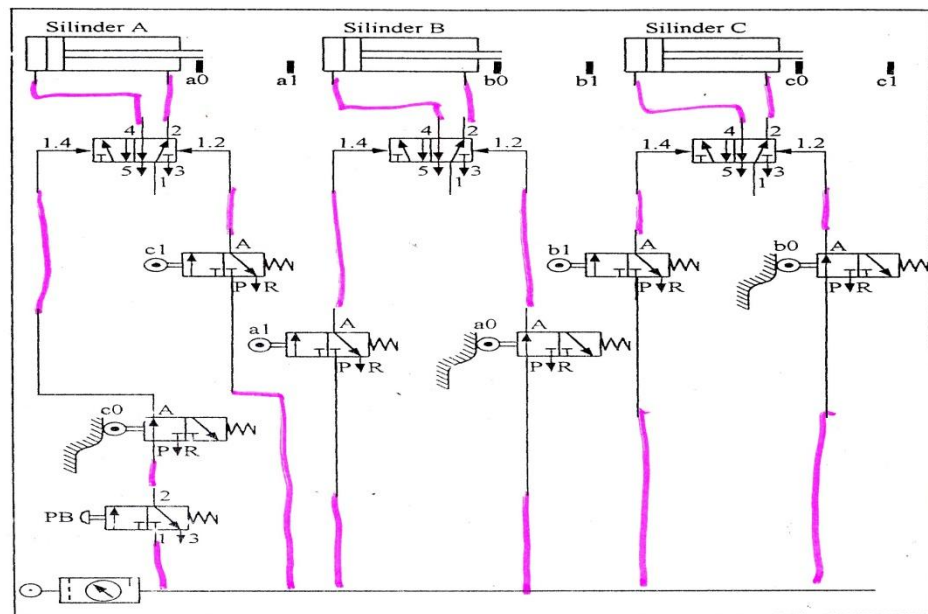 Silinder A Silinder B Silinder C
a0 a1 b0 b1 c0 c1
4 2 4 2 4 2
1.4 1.2 1.4 1.2 1.4 1.2
5 3 5 3 5 3
1 1 1
c1 A b1 A b0 A
P R P R P R
a1 A a0 A
P R P R
c0 A
P R
2
PB
1 3